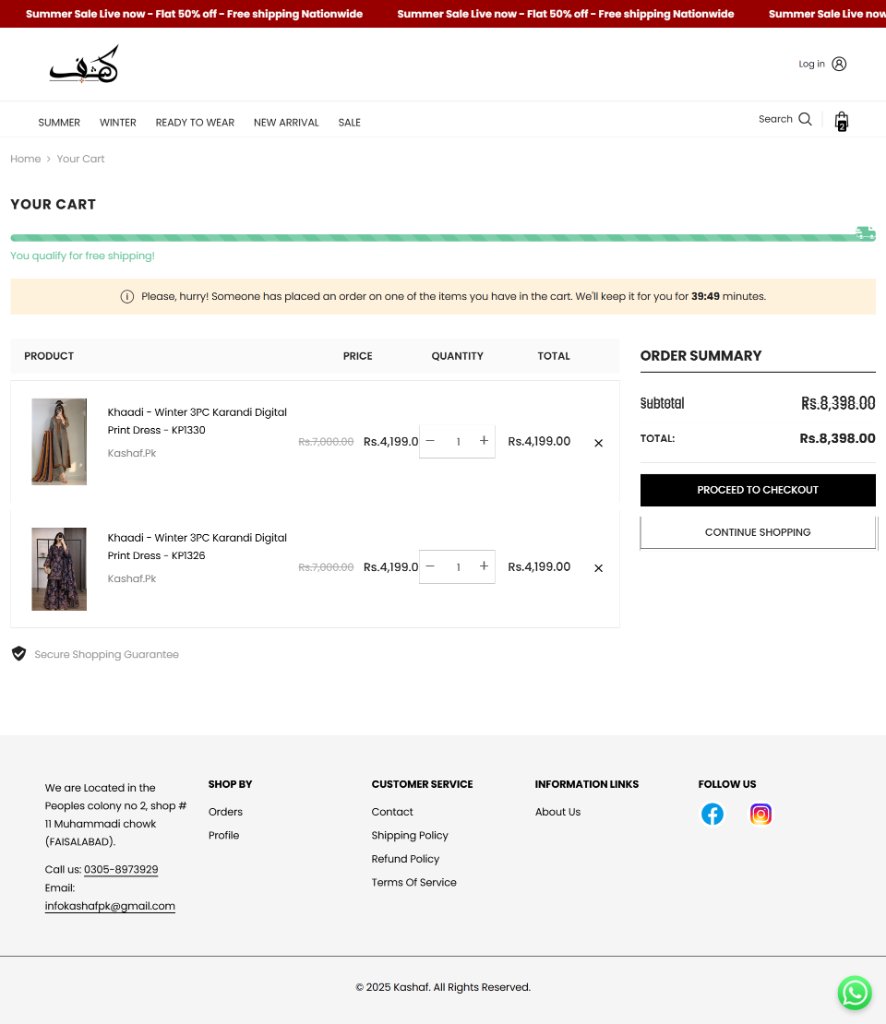 Summer Sale Live now - Flat 50% off - Free shipping Nationwide Summer Sale Live now - Flat 50% off - Free shipping Nationwide Summer Sale Live now
کشف
Log in
SUMMER WINTER READY TO WEAR NEW ARRIVAL SALE
Search
2
Home > Your Cart
YOUR CART
You qualify for free shipping!
Please, hurry! Someone has placed an order on one of the items you have in the cart. We'll keep it for you for 39:49 minutes.
PRODUCT PRICE QUANTITY TOTAL
Khaadi - Winter 3PC Karandi Digital
Print Dress - KP1330
Kashaf.Pk
Rs.7,000.00 Rs.4,199.0 − 1 + Rs.4,199.00 ×
Khaadi - Winter 3PC Karandi Digital
Print Dress - KP1326
Kashaf.Pk
Rs.7,000.00 Rs.4,199.0 − 1 + Rs.4,199.00 ×
Secure Shopping Guarantee
ORDER SUMMARY
Subtotal Rs.8,398.00
TOTAL: Rs.8,398.00
PROCEED TO CHECKOUT
CONTINUE SHOPPING
We are Located in the
Peoples colony no 2, shop #
11 Muhammadi chowk
(FAISALABAD).
Call us: 0305-8973929
Email:
infokashafpk@gmail.com
SHOP BY
Orders
Profile
CUSTOMER SERVICE
Contact
Shipping Policy
Refund Policy
Terms Of Service
INFORMATION LINKS
About Us
FOLLOW US
© 2025 Kashaf. All Rights Reserved.